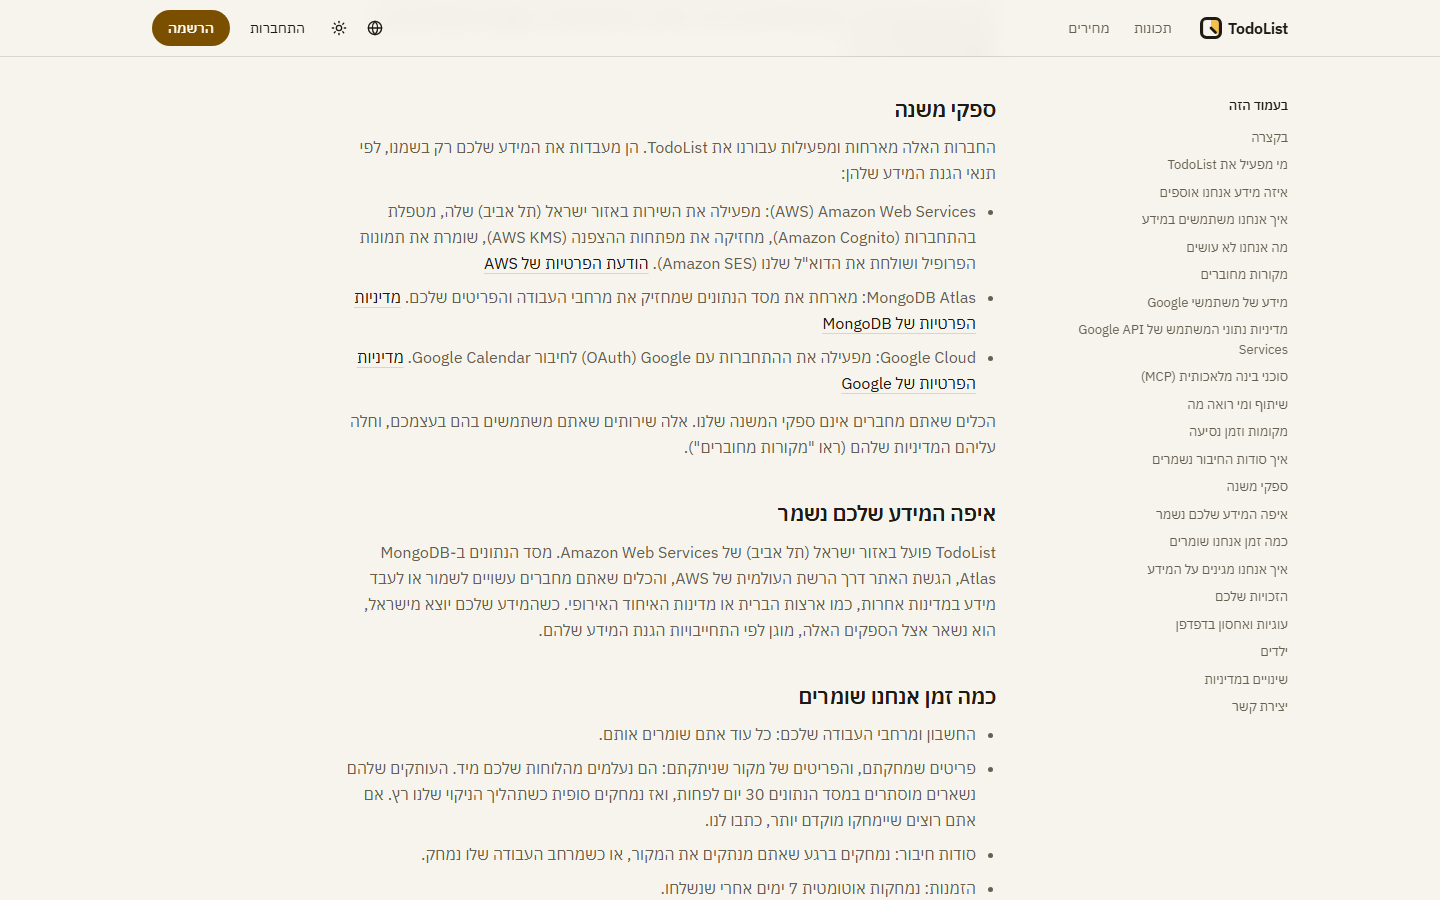 TodoList
תכונות
מחירים
התחברות
הרשמה
בעמוד הזה
בקצרה
מי מפעיל את TodoList
איזה מידע אנחנו אוספים
איך אנחנו משתמשים במידע
מה אנחנו לא עושים
מקורות מחוברים
מידע של משתמשי Google
מדיניות נתוני המשתמש של Google API
Services
סוכני בינה מלאכותית (MCP)
שיתוף ומי רואה מה
מקומות וזמן נסיעה
איך סודות החיבור נשמרים
ספקי משנה
איפה המידע שלכם נשמר
כמה זמן אנחנו שומרים
איך אנחנו מגינים על המידע
הזכויות שלכם
עוגיות ואחסון בדפדפן
ילדים
שינויים במדיניות
יצירת קשר
ספקי משנה
החברות האלה מארחות ומפעילות עבורנו את TodoList. הן מעבדות את המידע שלכם רק בשמנו, לפי
תנאי הגנת המידע שלהן:
Amazon Web Services (AWS): מפעילה את השירות באזור ישראל (תל אביב) שלה, מטפלת
בהתחברות (Amazon Cognito), מחזיקה את מפתחות ההצפנה (AWS KMS), שומרת את תמונות
הפרופיל ושולחת את הדוא"ל שלנו (Amazon SES). הודעת הפרטיות של AWS
MongoDB Atlas: מארחת את מסד הנתונים שמחזיק את מרחבי העבודה והפריטים שלכם. מדיניות
הפרטיות של MongoDB
Google Cloud: מפעילה את ההתחברות עם Google (OAuth) לחיבור Google Calendar. מדיניות
הפרטיות של Google
הכלים שאתם מחברים אינם ספקי המשנה שלנו. אלה שירותים שאתם משתמשים בהם בעצמכם, וחלה
עליהם המדיניות שלהם (ראו "מקורות מחוברים").
איפה המידע שלכם נשמר
TodoList פועל באזור ישראל (תל אביב) של Amazon Web Services. מסד הנתונים ב-MongoDB
Atlas, הגשת האתר דרך הרשת העולמית של AWS, והכלים שאתם מחברים עשויים לשמור או לעבד
מידע במדינות אחרות, כמו ארצות הברית או מדינות האיחוד האירופי. כשהמידע שלכם יוצא מישראל,
הוא נשאר אצל הספקים האלה, מוגן לפי התחייבויות הגנת המידע שלהם.
כמה זמן אנחנו שומרים
החשבון ומרחבי העבודה שלכם: כל עוד אתם שומרים אותם.
פריטים שמחקתם, והפריטים של מקור שניתקתם: הם נעלמים מהלוחות שלכם מיד. העותקים שלהם
נשארים מוסתרים במסד הנתונים 30 יום לפחות, ואז נמחקים סופית כשתהליך הניקוי שלנו רץ. אם
אתם רוצים שיימחקו מוקדם יותר, כתבו לנו.
סודות חיבור: נמחקים ברגע שאתם מנתקים את המקור, או כשמרחב העבודה שלו נמחק.
הזמנות: נמחקות אוטומטית 7 ימים אחרי שנשלחו.